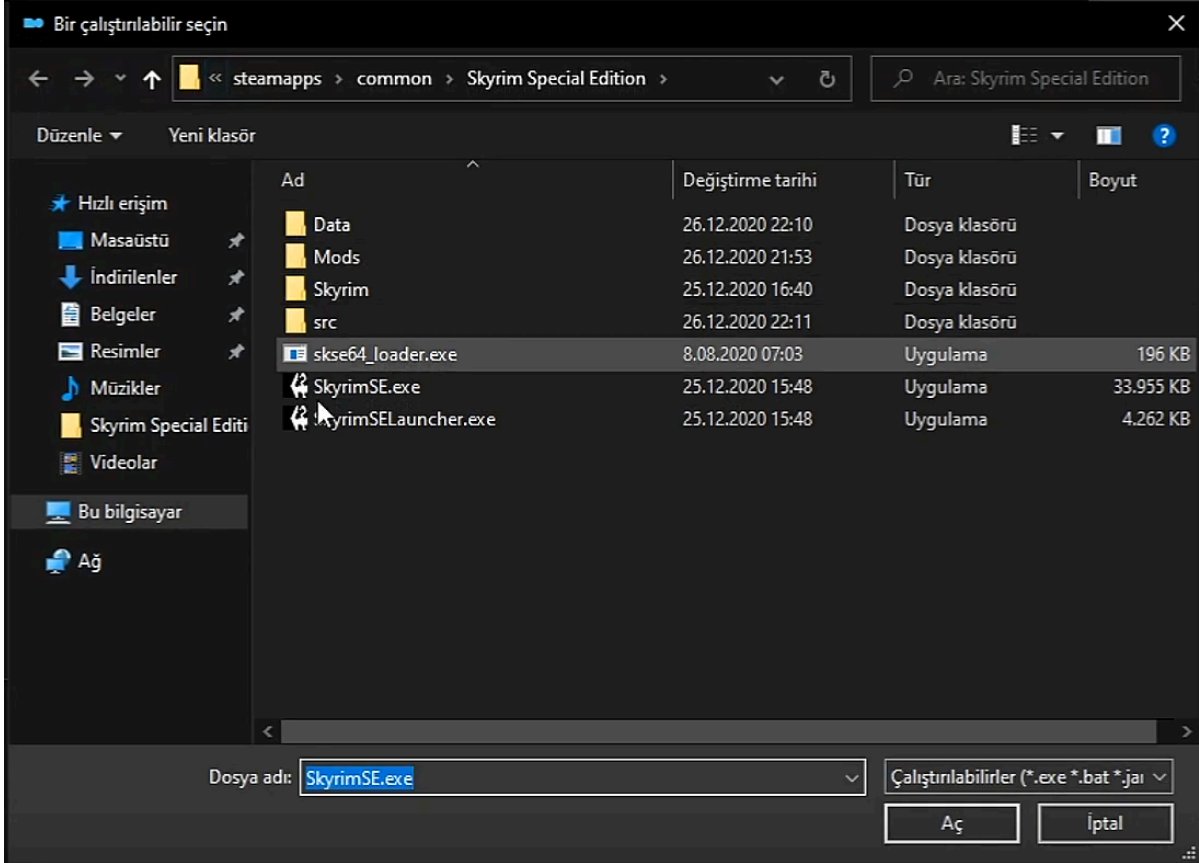 Bir çalıştırılabilir seçin
« steamapps › common › Skyrim Special Edition ›
Ara: Skyrim Special Edition
Düzenle
Yeni klasör
Ad Değiştirme tarihi Tür Boyut
Hızlı erişim
Masaüstü
İndirilenler
Belgeler
Resimler
Müzikler
Skyrim Special Editi
Videolar
Bu bilgisayar
Ağ
Data 26.12.2020 22:10 Dosya klasörü
Mods 26.12.2020 21:53 Dosya klasörü
Skyrim 25.12.2020 16:40 Dosya klasörü
src 26.12.2020 22:11 Dosya klasörü
skse64_loader.exe 8.08.2020 07:03 Uygulama 196 KB
SkyrimSE.exe 25.12.2020 15:48 Uygulama 33.955 KB
SkyrimSELauncher.exe 25.12.2020 15:48 Uygulama 4.262 KB
Dosya adı: SkyrimSE.exe
Çalıştırılabilirler (*.exe *.bat *.jar
Aç
İptal